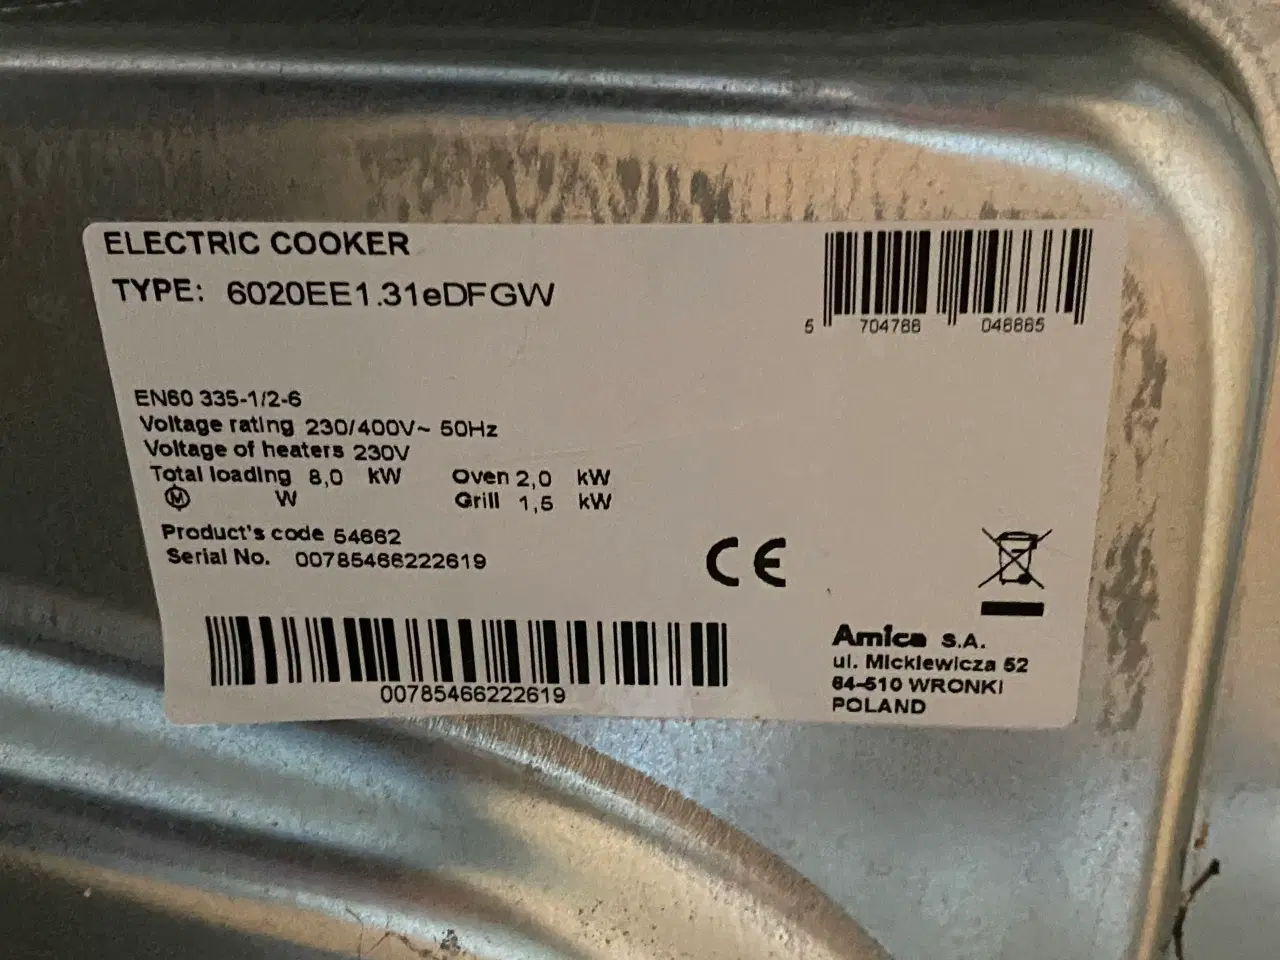 ELECTRIC COOKER
TYPE: 6020EE1.31eDFGW
5 704788 046665
EN60 335-1/2-6
Voltage rating 230/400V~ 50Hz
Voltage of heaters 230V
Total loading 8,0 kW Oven 2,0 kW
M W Grill 1,5 kW
Product's code 54662
Serial No. 00785466222619
CE
00785466222619
Amica S.A.
ul. Mickiewicza 52
64-510 WRONKI
POLAND